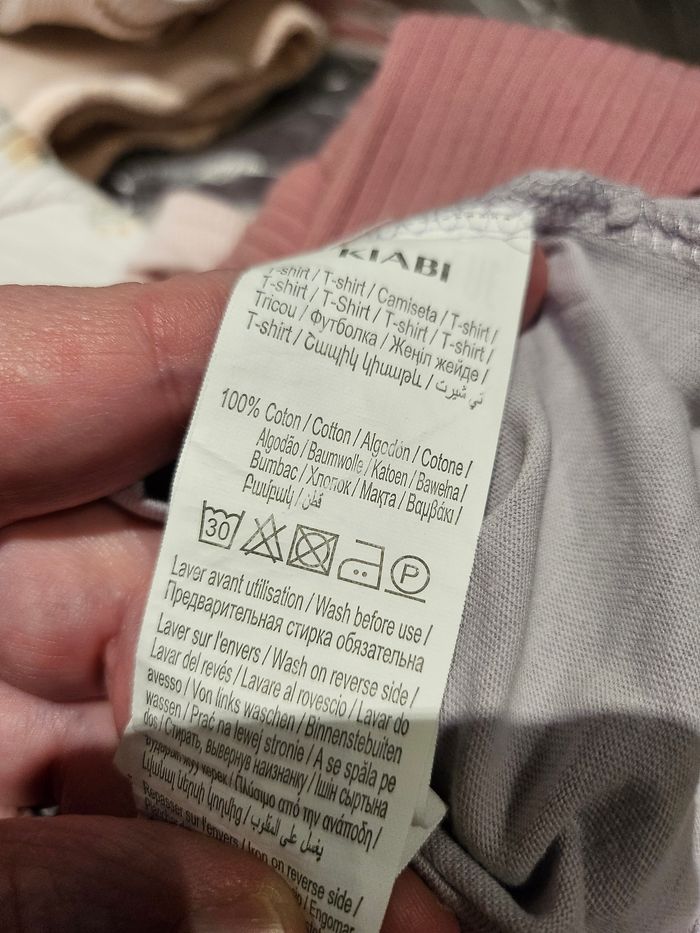 KIABI
T-shirt / T-shirt / Camiseta / T-shirt /
T-shirt / T-Shirt / T-shirt / T-shirt /
Tricou / Футболка / Жеңіл жейде /
T-shirt / Շապիկ կիսաթև / تي شيرت
100% Coton / Cotton / Algodón / Cotone /
Algodão / Baumwolle / Katoen / Bawełna /
Bumbac / Хлопок / Мақта / Βαμβάκι /
Բամբակ / قطن
30 P
Laver avant utilisation / Wash before use /
Предварительная стирка обязательна
Laver sur l'envers / Wash on reverse side /
Lavar del revés / Lavare al rovescio / Lavar do
avesso / Von links waschen / Binnenstebuiten
wassen / Prać na lewej stronie / A se spăla pe
dos / Стирать, вывернув наизнанку / Ішін сыртына
/ Πλύσιμο από την ανάποδη /
Լվանալ ներսի կողմից / يغسل على المقلوب
Repasser sur l'envers / Iron on reverse side /
/ Engomar